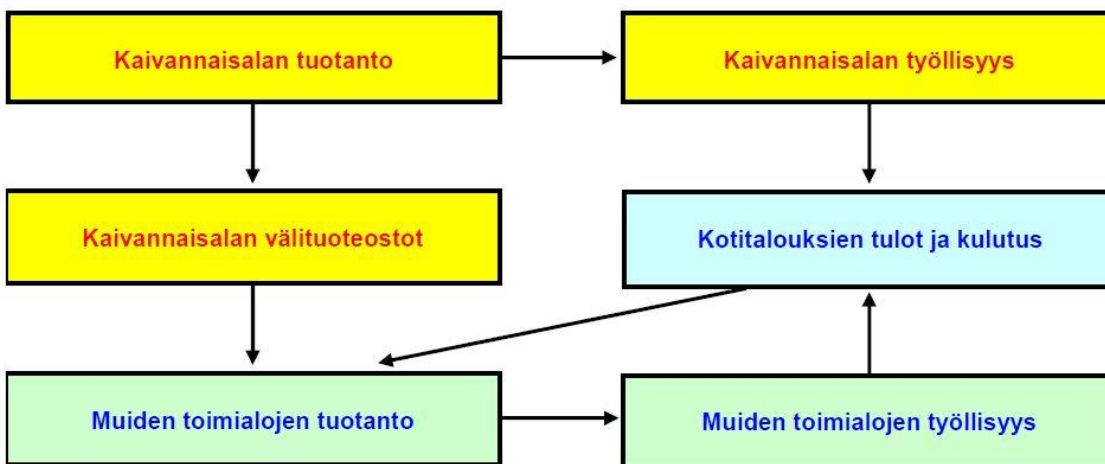 Kaivannaisalan tuotanto
Kaivannaisalan työllisyys
Kaivannaisalan välituoteostot
Kotitalouksien tulot ja kulutus
Muiden toimialojen tuotanto
Muiden toimialojen työllisyys